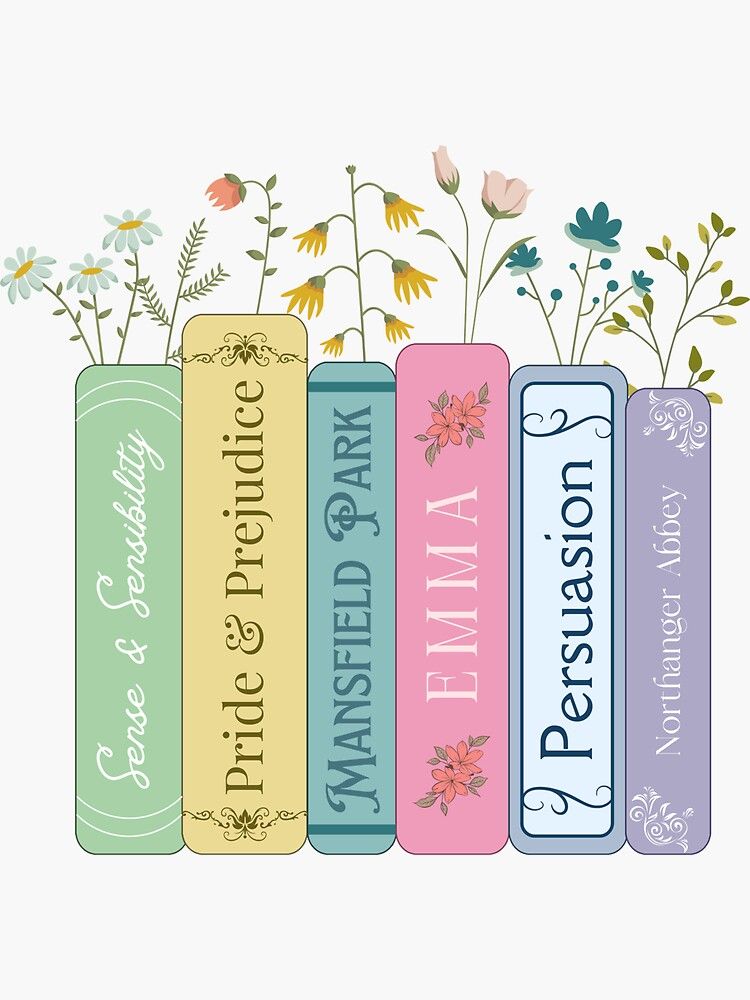 Sense & Sensibility
Pride & Prejudice
MANSFIELD PARK
EMMA
Persuasion
Northanger Abbey